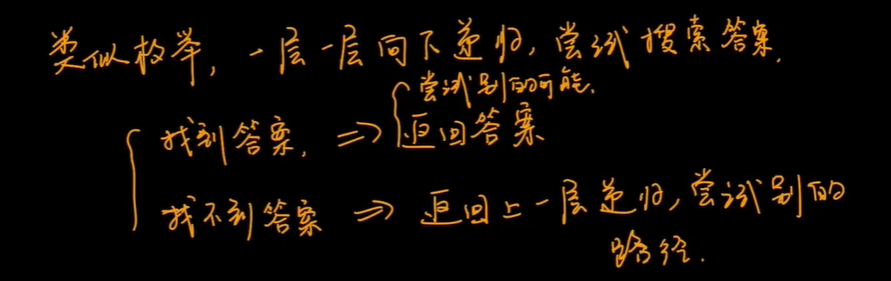 类似枚举, 一层一层向下递归, 尝试搜索答案.
尝试别的可能.
找到答案, ⇒ 返回答案
找不到答案 ⇒ 返回上一层递归, 尝试别的
路径.